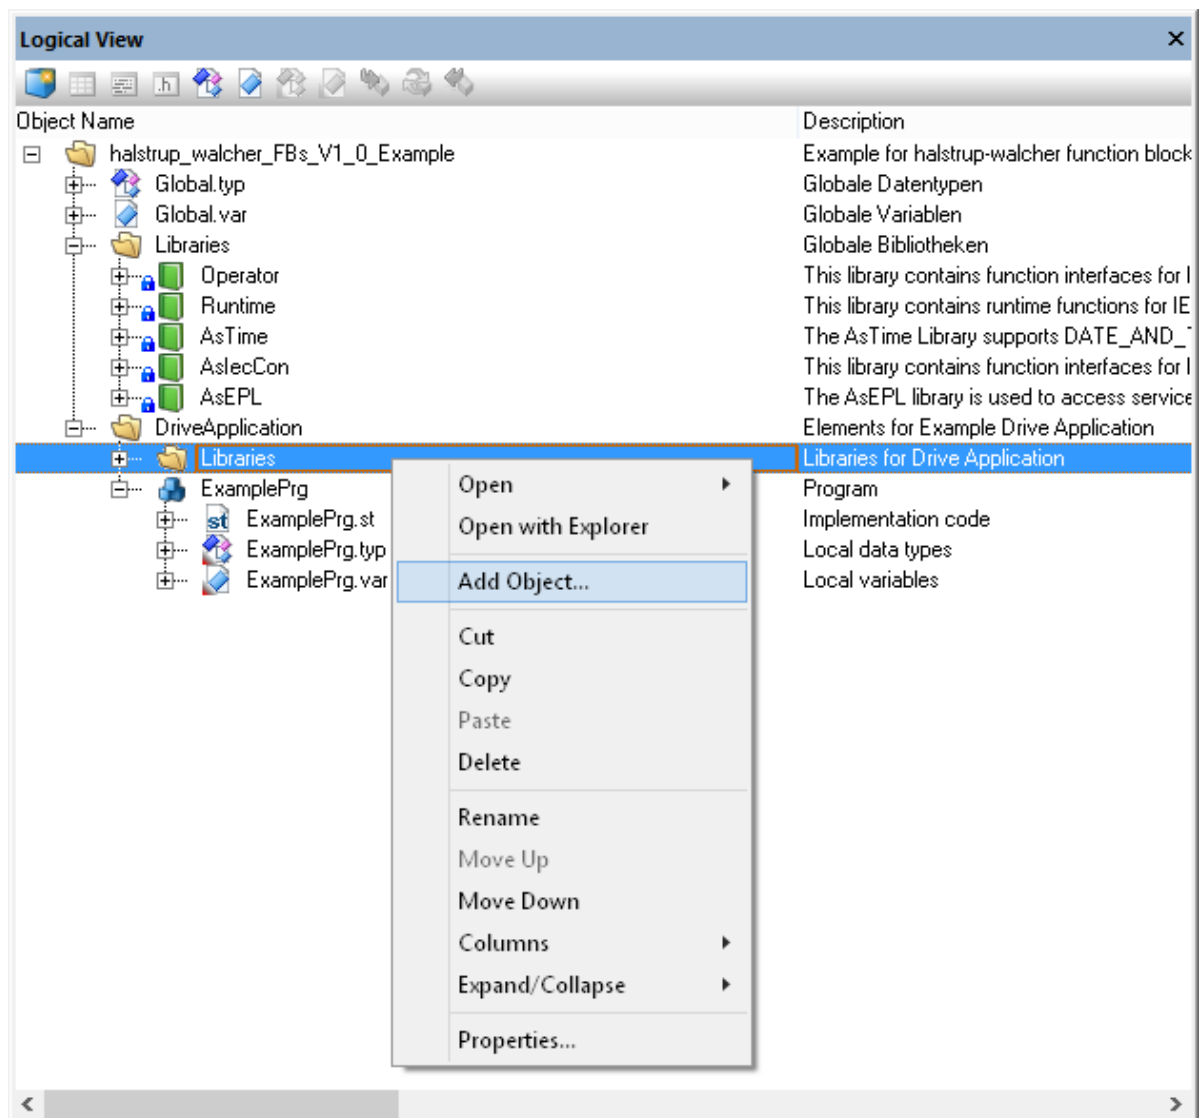 Logical View
.h
Object Name Description
halstrup_walcher_FBs_V1_0_Example Example for halstrup-walcher function block
Global.typ Globale Datentypen
Global.var Globale Variablen
Libraries Globale Bibliotheken
Operator This library contains function interfaces for I
Runtime This library contains runtime functions for IE
AsTime The AsTime Library supports DATE_AND_T
AsIecCon This library contains function interfaces for I
AsEPL The AsEPL library is used to access service
DriveApplication Elements for Example Drive Application
Libraries Libraries for Drive Application
ExamplePrg Program
st ExamplePrg.st Implementation code
ExamplePrg.typ Local data types
ExamplePrg.var Local variables
Open
Open with Explorer
Add Object...
Cut
Copy
Paste
Delete
Rename
Move Up
Move Down
Columns
Expand/Collapse
Properties...